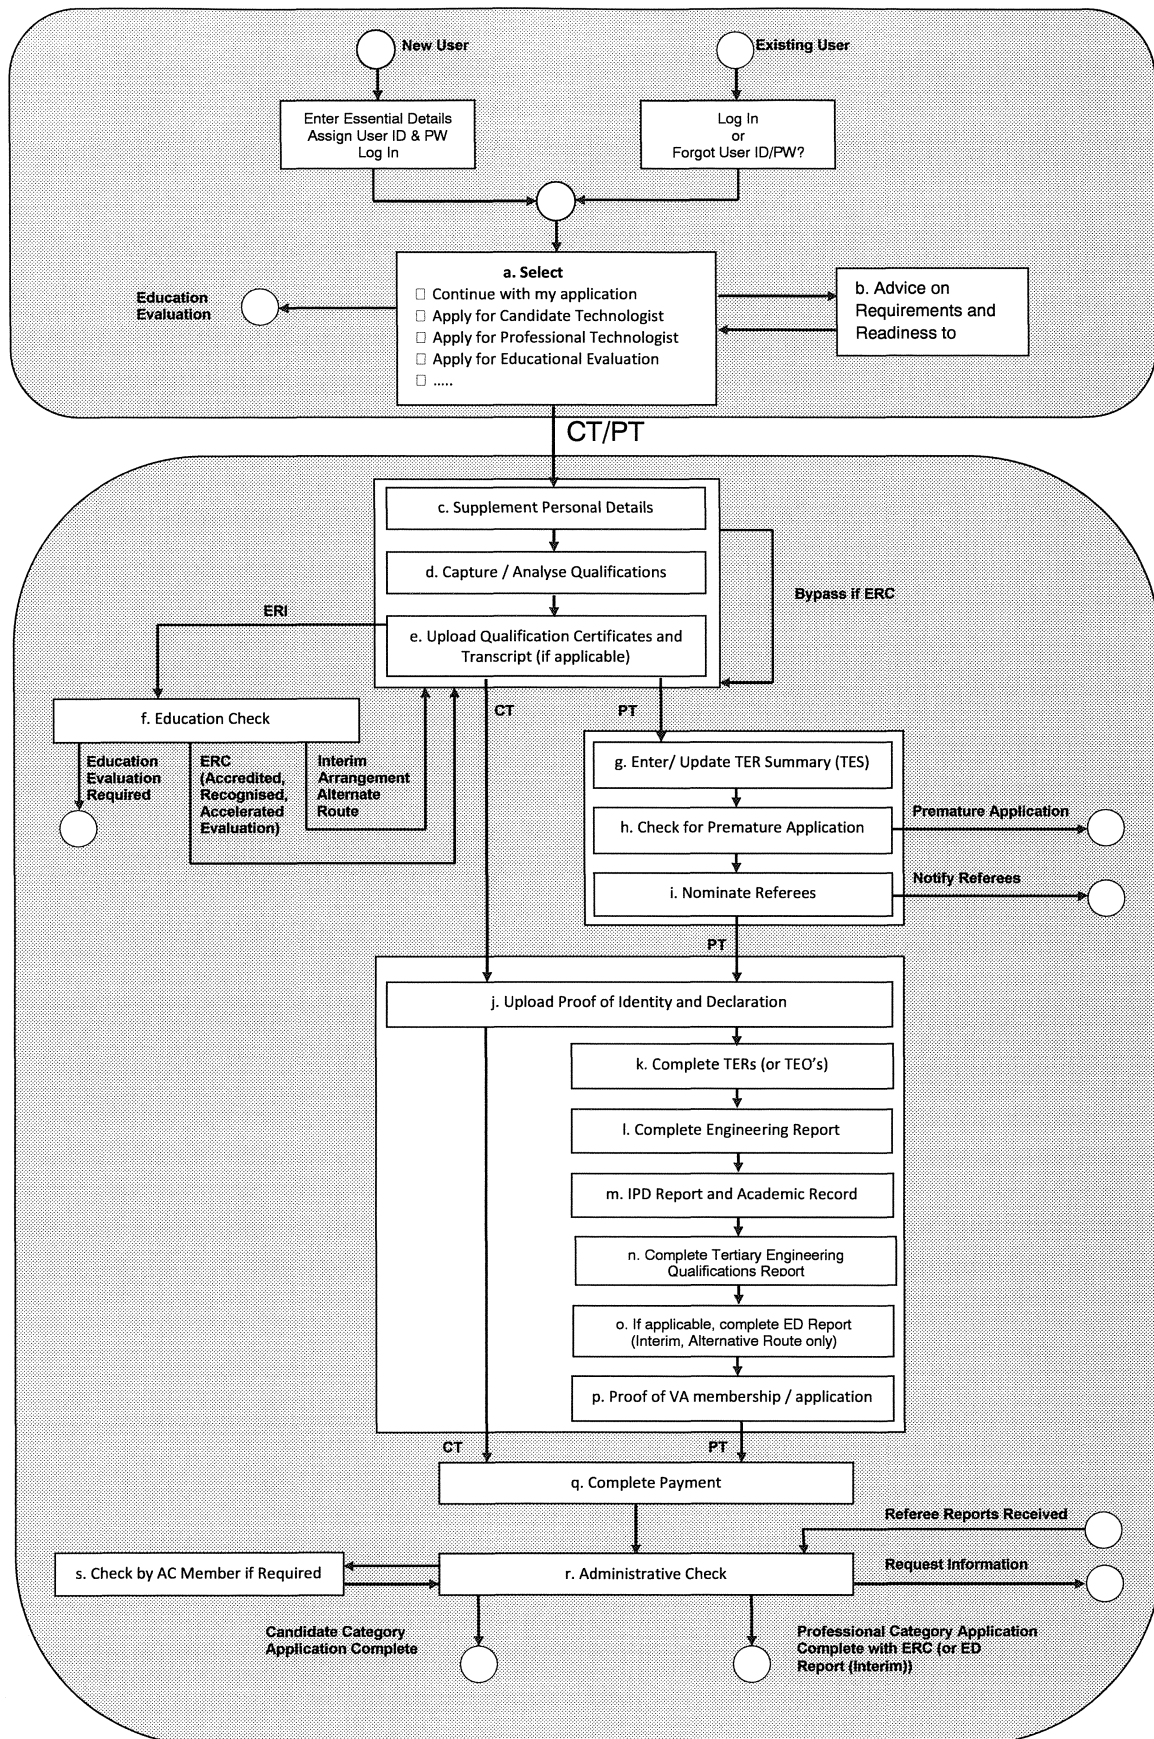 New User
Existing User
Enter Essential Details
Assign User ID & PW
Log In
Log In
or
Forgot User ID/PW?
a. Select
☐ Continue with my application
☐ Apply for Candidate Technologist
☐ Apply for Professional Technologist
☐ Apply for Educational Evaluation
☐ .....
Education
Evaluation
b. Advice on
Requirements and
Readiness to
CT/PT
c. Supplement Personal Details
d. Capture / Analyse Qualifications
Bypass if ERC
e. Upload Qualification Certificates and
Transcript (if applicable)
ERI
f. Education Check
Education
Evaluation
Required
ERC
(Accredited,
Recognised,
Accelerated
Evaluation)
Interim
Arrangement
Alternate
Route
CT
PT
g. Enter/ Update TER Summary (TES)
h. Check for Premature Application
Premature Application
i. Nominate Referees
Notify Referees
PT
j. Upload Proof of Identity and Declaration
k. Complete TERs (or TEO's)
l. Complete Engineering Report
m. IPD Report and Academic Record
n. Complete Tertiary Engineering
Qualifications Report
o. If applicable, complete ED Report
(Interim, Alternative Route only)
p. Proof of VA membership / application
CT
PT
q. Complete Payment
Referee Reports Received
s. Check by AC Member if Required
r. Administrative Check
Request Information
Candidate Category
Application Complete
Professional Category Application
Complete with ERC (or ED
Report (Interim))